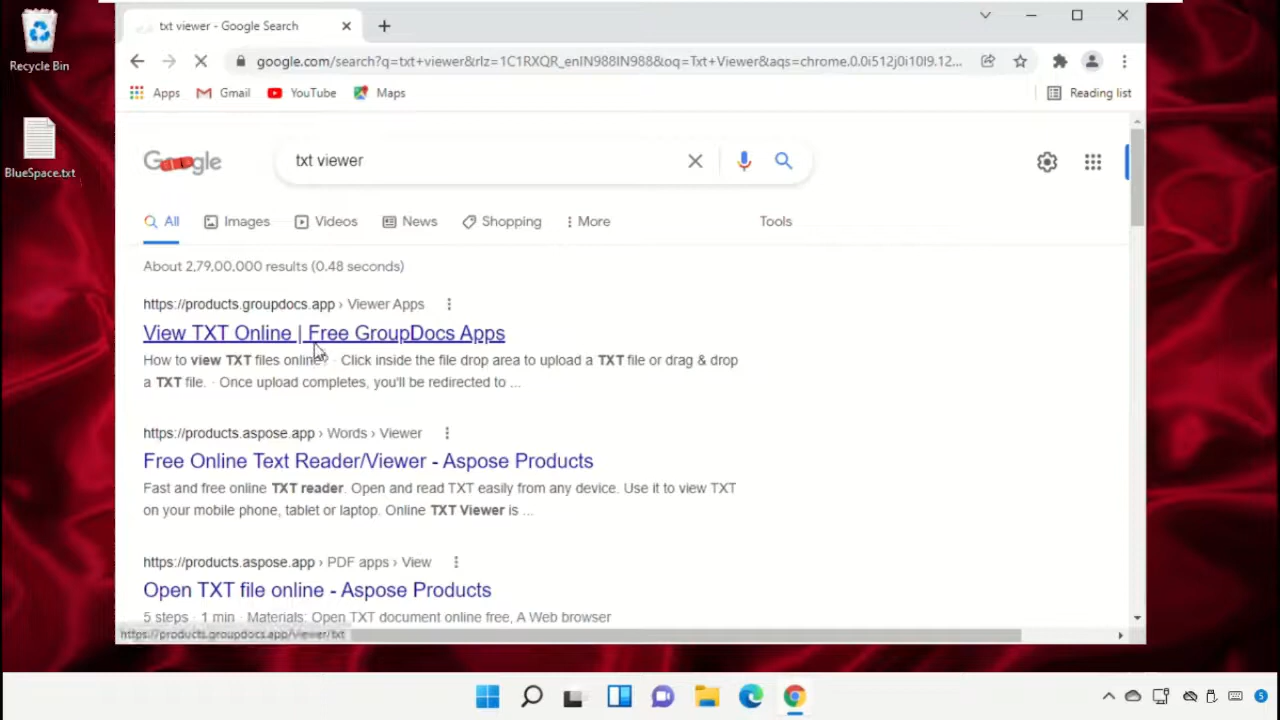 Recycle Bin
BlueSpace.txt
txt viewer - Google Search
google.com/search?q=txt+viewer&rlz=1C1RXQR_enIN988IN988&oq=Txt+Viewer&aqs=chrome.0.0i512j0i10l9.12...
Apps Gmail YouTube Maps Reading list
Google txt viewer
All Images Videos News Shopping More Tools
About 2,79,00,000 results (0.48 seconds)
https://products.groupdocs.app › Viewer Apps
View TXT Online | Free GroupDocs Apps
How to view TXT files online? · Click inside the file drop area to upload a TXT file or drag & drop
a TXT file. · Once upload completes, you'll be redirected to ...
https://products.aspose.app › Words › Viewer
Free Online Text Reader/Viewer - Aspose Products
Fast and free online TXT reader. Open and read TXT easily from any device. Use it to view TXT
on your mobile phone, tablet or laptop. Online TXT Viewer is ...
https://products.aspose.app › PDF apps › View
Open TXT file online - Aspose Products
5 steps · 1 min · Materials: Open TXT document online free, A Web browser
https://products.groupdocs.app/viewer/txt
5